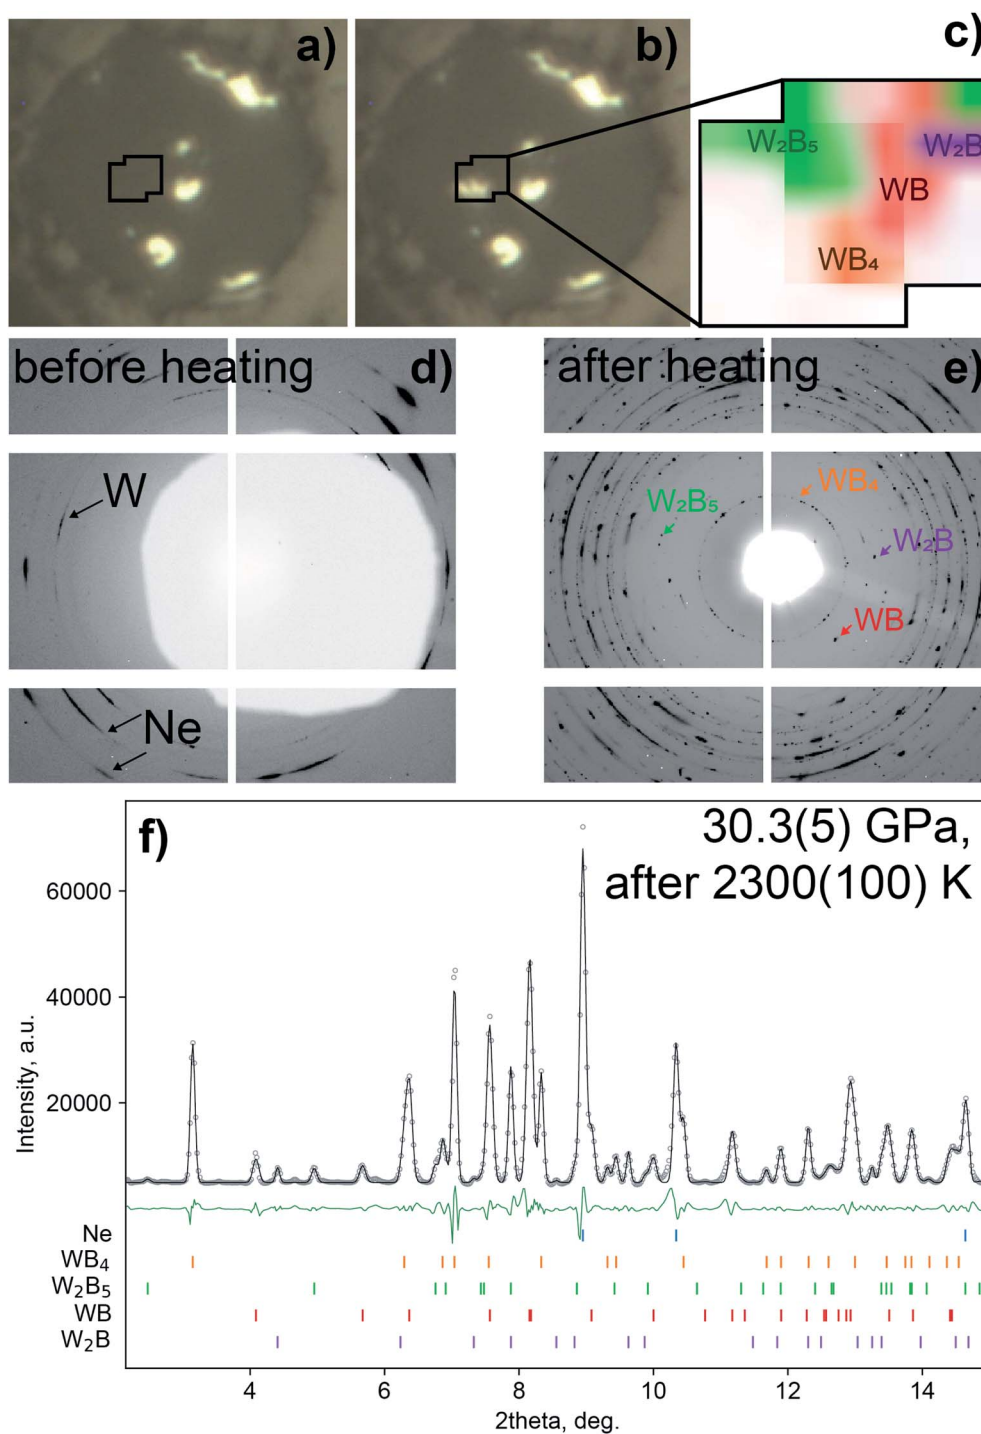 a)
b)
c)
W₂B₅
W₂B
WB
WB₄
before heating
d)
W
Ne
after heating
e)
WB₄
W₂B₅
W₂B
WB
f)
30.3(5) GPa,
after 2300(100) K
60000
40000
20000
Intensity, a.u.
Ne
WB₄
W₂B₅
WB
W₂B
4 6 8 10 12 14
2theta, deg.